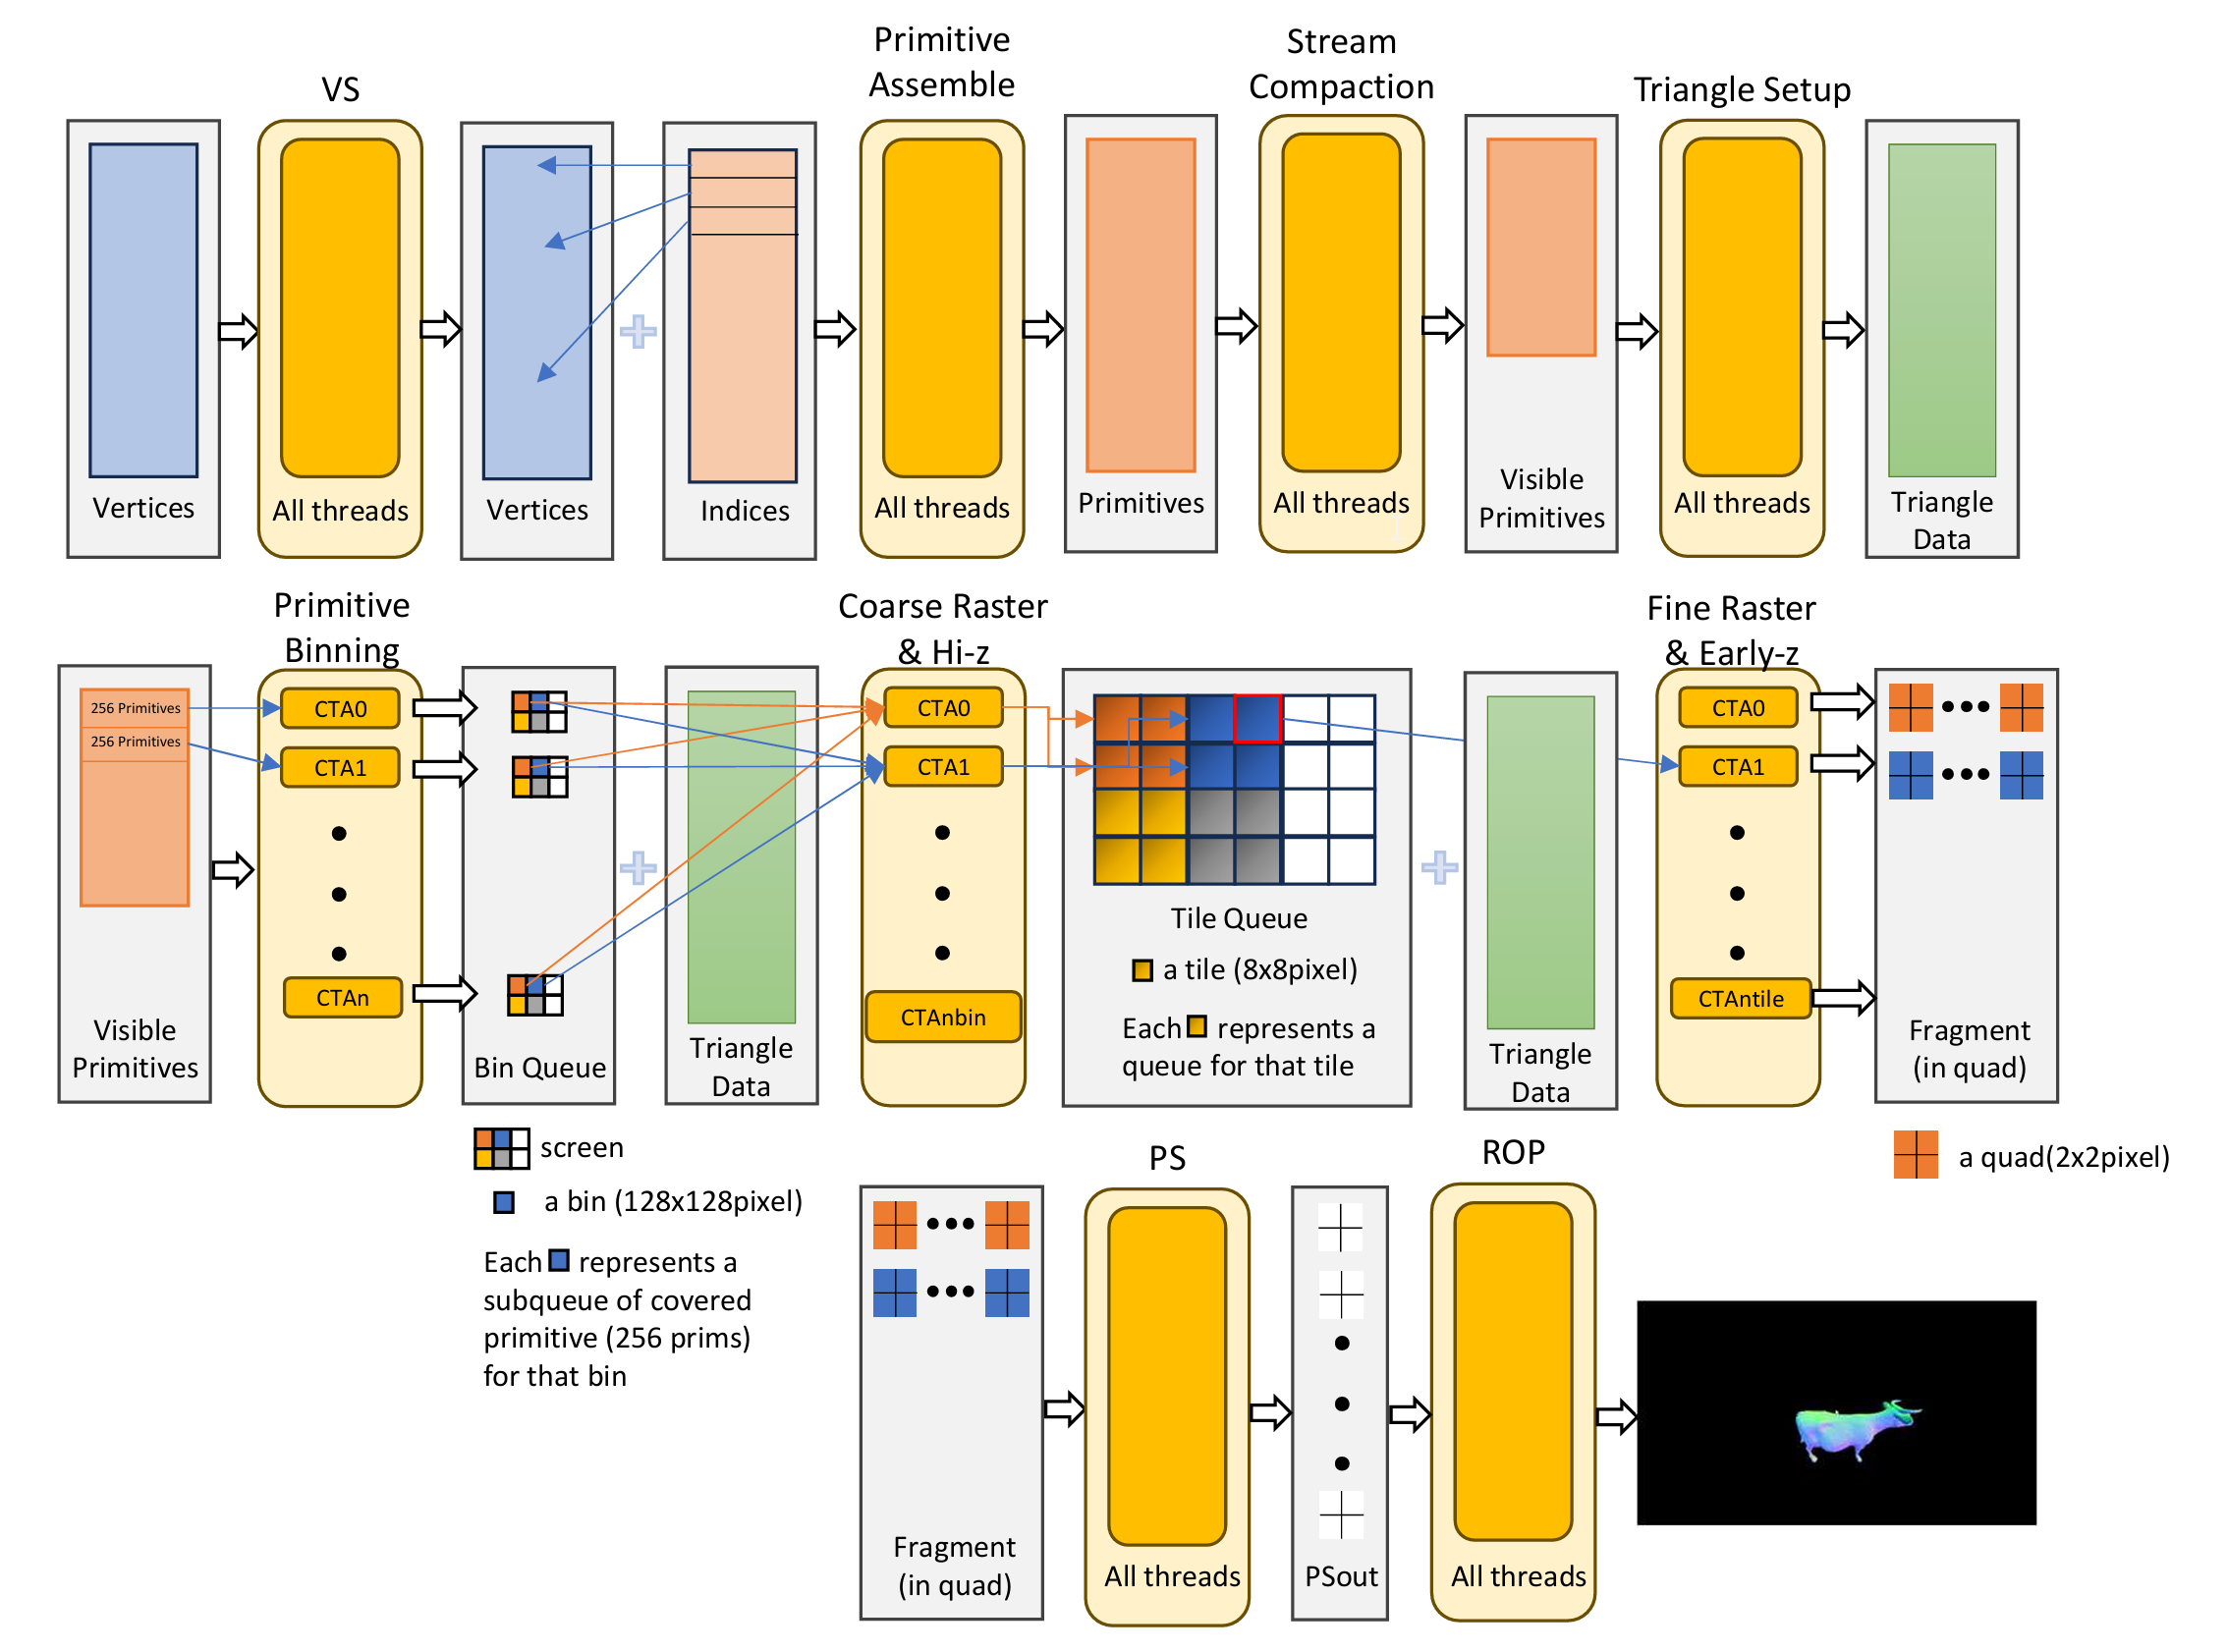 VS
Primitive
Assemble
Stream
Compaction
Triangle Setup
Vertices
All threads
Vertices
Indices
All threads
Primitives
All threads
Visible
Primitives
All threads
Triangle
Data
Primitive
Binning
Coarse Raster
& Hi-z
Fine Raster
& Early-z
256 Primitives
256 Primitives
Visible
Primitives
CTA0
CTA1
CTAn
Bin Queue
Triangle
Data
CTA0
CTA1
CTAnbin
Tile Queue
a tile (8x8pixel)
Each represents a
queue for that tile
Triangle
Data
CTA0
CTA1
CTAntile
Fragment
(in quad)
screen
a bin (128x128pixel)
Each represents a
subqueue of covered
primitive (256 prims)
for that bin
a quad(2x2pixel)
PS
ROP
Fragment
(in quad)
All threads
PSout
All threads